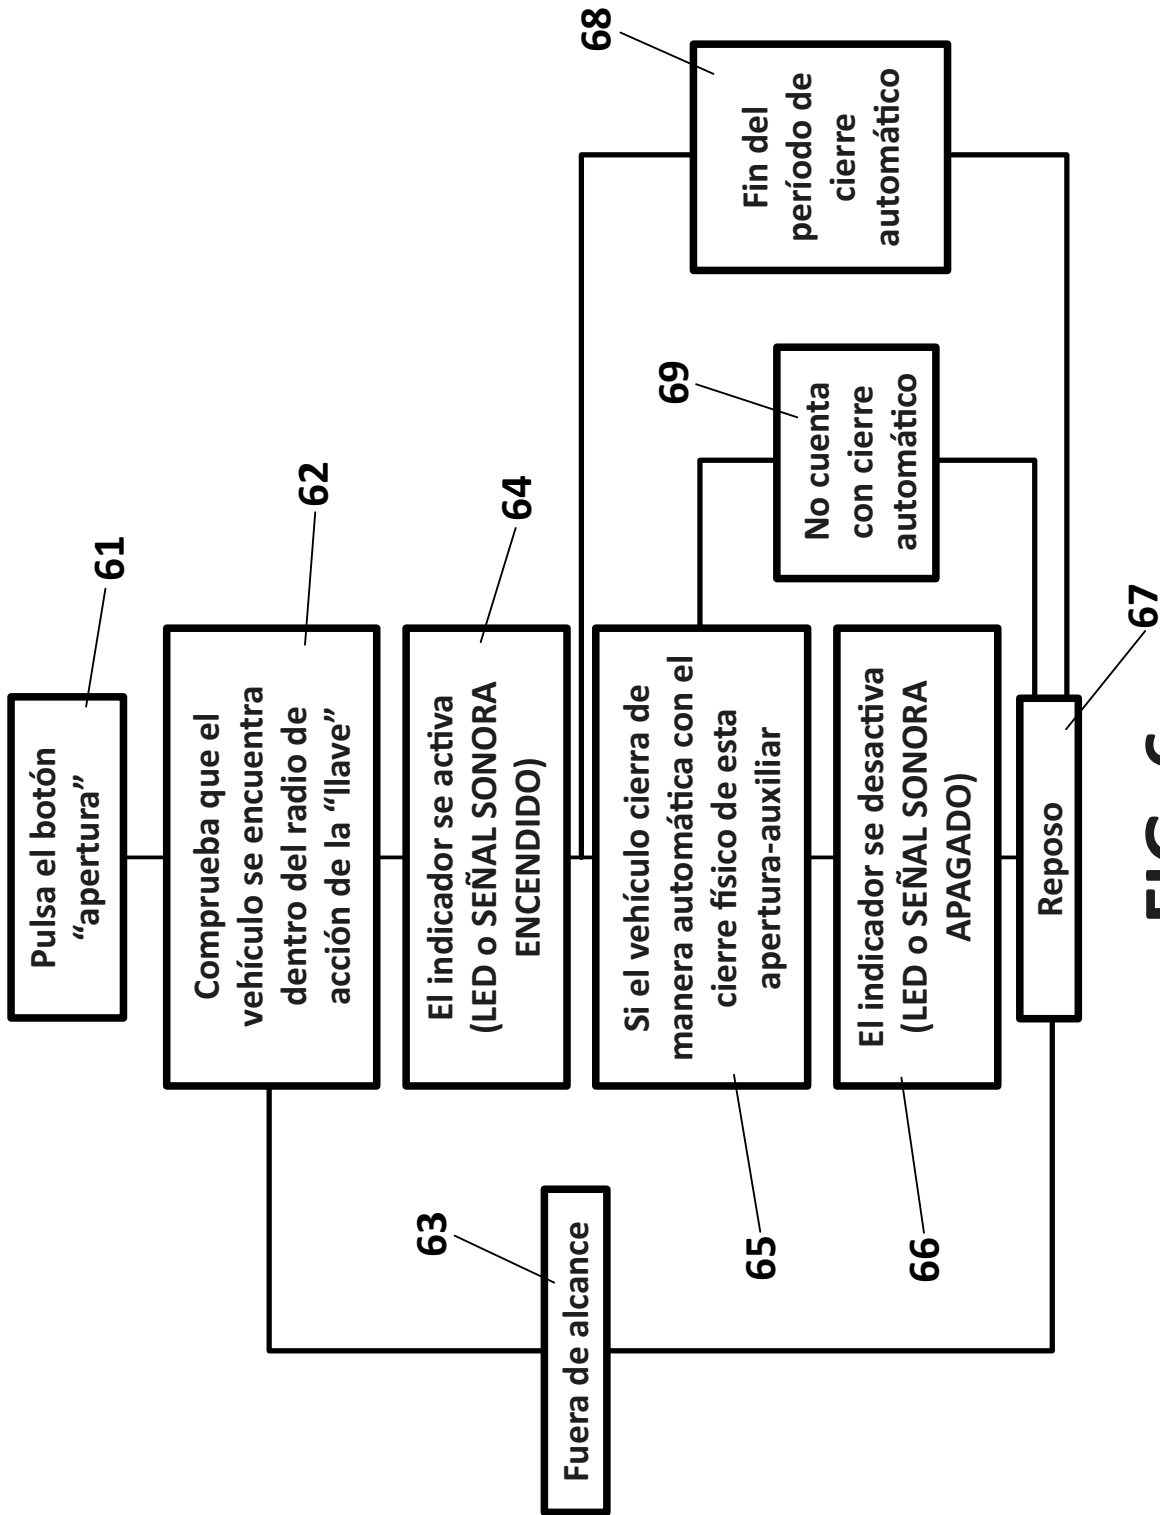 61
Pulsa el botón
“apertura”
62
Comprueba que el
vehículo se encuentra
dentro del radio de
acción de la “llave”
63
Fuera de alcance
64
El indicador se activa
(LED o SEÑAL SONORA
ENCENDIDO)
65
Si el vehículo cierra de
manera automática con el
cierre físico de esta
apertura-auxiliar
69
No cuenta
con cierre
automático
68
Fin del
período de
cierre
automático
66
El indicador se desactiva
(LED o SEÑAL SONORA
APAGADO)
67
Reposo